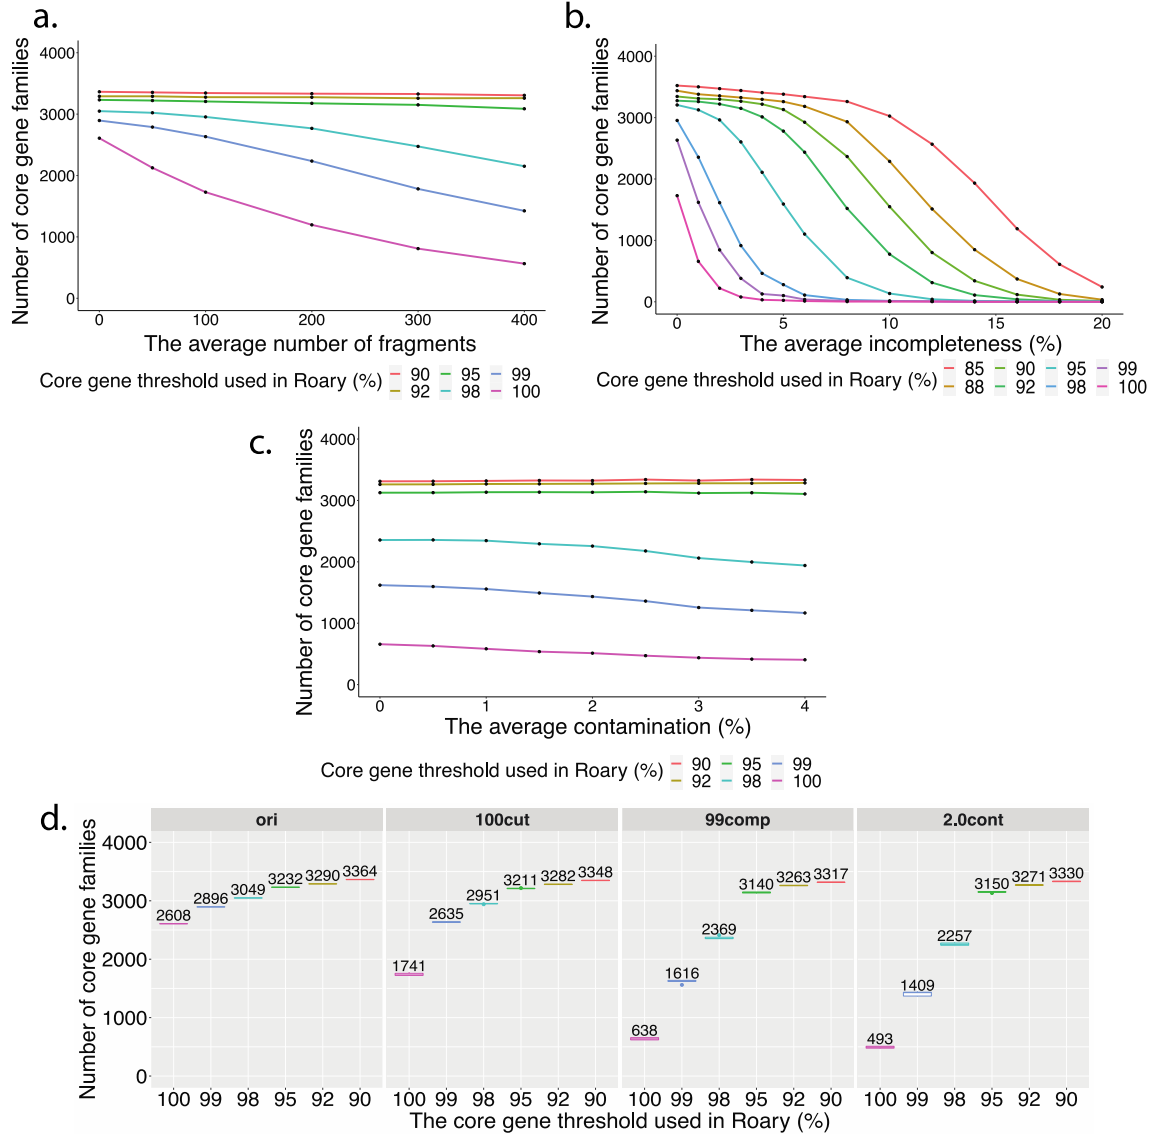 a.
Number of core gene families
4000
3000
2000
1000
0
0 100 200 300 400
The average number of fragments
Core gene threshold used in Roary (%) 90 95 99
92 98 100
b.
Number of core gene families
4000
3000
2000
1000
0
0 5 10 15 20
The average incompleteness (%)
Core gene threshold used in Roary (%) 85 90 95 99
88 92 98 100
c.
Number of core gene families
4000
3000
2000
1000
0
0 1 2 3 4
The average contamination (%)
Core gene threshold used in Roary (%) 90 95 99
92 98 100
d.
Number of core gene families
4000
3000
2000
1000
0
ori
2608 2896 3049 3232 3290 3364
100 99 98 95 92 90
100cut
1741 2635 2951 3211 3282 3348
100 99 98 95 92 90
99comp
638 1616 2369 3140 3263 3317
100 99 98 95 92 90
2.0cont
493 1409 2257 3150 3271 3330
100 99 98 95 92 90
The core gene threshold used in Roary (%)